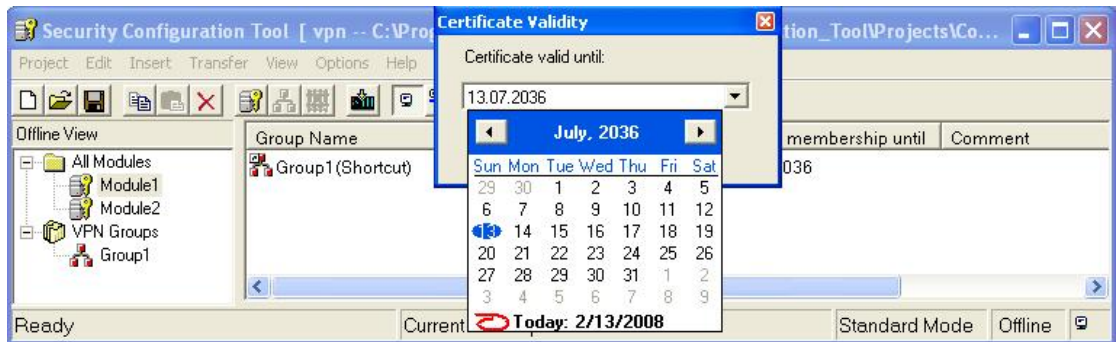 Security Configuration Tool [ vpn -- C:\Prog
tion_Tool\Projects\Co...
Certificate Validity
Project Edit Insert Transfer View Options Help
Certificate valid until:
13.07.2036
Offline View
Group Name
membership until
Comment
All Modules
Module1
Module2
VPN Groups
Group1
Group1(Shortcut)
036
July, 2036
Sun Mon Tue Wed Thu Fri Sat
29 30 1 2 3 4 5
6 7 8 9 10 11 12
13 14 15 16 17 18 19
20 21 22 23 24 25 26
27 28 29 30 31 1 2
3 4 5 6 7 8 9
Today: 2/13/2008
Ready
Current
Standard Mode
Offline